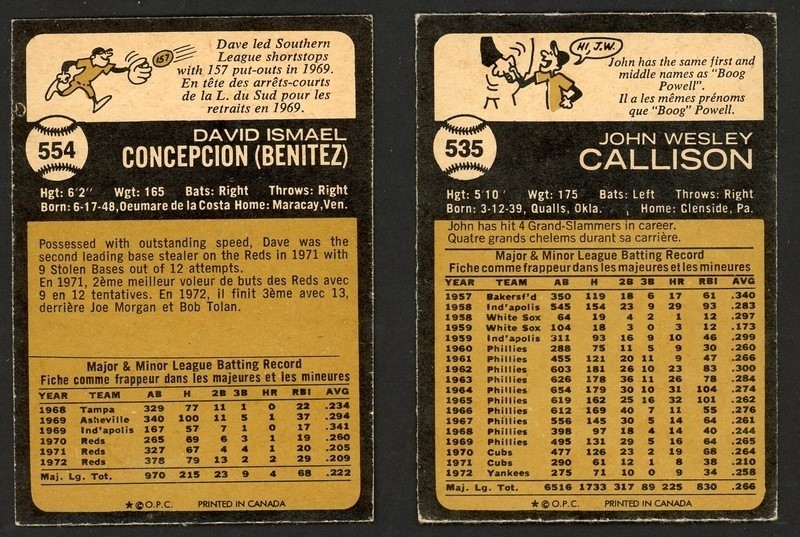 157
Dave led Southern
League shortstops
with 157 put-outs in 1969.
En tête des arrêts-courts
de la L. du Sud pour les
retraits en 1969.
554
DAVID ISMAEL
CONCEPCION (BENITEZ)
Hgt: 6'2" Wgt: 165 Bats: Right Throws: Right
Born: 6-17-48, Oeumare de la Costa Home: Maracay, Ven.
Possessed with outstanding speed, Dave was the
second leading base stealer on the Reds in 1971 with
9 Stolen Bases out of 12 attempts.
En 1971, 2ème meilleur voleur de buts des Reds avec
9 en 12 tentatives. En 1972, il finit 3ème avec 13,
derrière Joe Morgan et Bob Tolan.
Major & Minor League Batting Record
Fiche comme frappeur dans les majeures et les mineures
YEAR TEAM AB H 2B 3B HR RBI AVG
1968 Tampa 329 77 11 1 0 22 .234
1969 Asheville 340 100 11 5 1 37 .294
1969 Ind'apolis 167 57 7 1 0 17 .341
1970 Reds 265 69 6 3 1 19 .260
1971 Reds 327 67 4 4 1 20 .205
1972 Reds 378 79 13 2 2 29 .209
Maj. Lg. Tot. 970 215 23 9 4 68 .222
* © O.P.C. PRINTED IN CANADA
HI, J.W.
John has the same first and
middle names as "Boog
Powell".
Il a les mêmes prénoms
que "Boog" Powell.
535
JOHN WESLEY
CALLISON
Hgt: 5'10' Wgt: 175 Bats: Left Throws: Right
Born: 3-12-39, Qualls, Okla. Home: Glenside, Pa.
John has hit 4 Grand-Slammers in career.
Quatre grands chelems durant sa carrière.
Major & Minor League Batting Record
Fiche comme frappeur dans les majeures et les mineures
YEAR TEAM AB H 2B 3B HR RBI AVG
1957 Bakersf'd 350 119 18 6 17 61 .340
1958 Ind'apolis 545 154 23 9 29 93 .283
1958 White Sox 64 19 4 2 1 12 .297
1959 White Sox 104 18 3 0 3 12 .173
1959 Ind'apolis 311 93 16 9 10 46 .299
1960 Phillies 288 75 11 5 9 30 .260
1961 Phillies 455 121 20 11 9 47 .266
1962 Phillies 603 181 26 10 23 83 .300
1963 Phillies 626 178 36 11 26 78 .284
1964 Phillies 654 179 30 10 31 104 .274
1965 Phillies 619 162 25 16 32 101 .262
1966 Phillies 612 169 40 7 11 55 .276
1967 Phillies 556 145 30 5 14 64 .261
1968 Phillies 398 97 18 4 14 40 .244
1969 Phillies 495 131 29 5 16 64 .265
1970 Cubs 477 126 23 2 19 68 .264
1971 Cubs 290 61 12 1 8 38 .210
1972 Yankees 275 71 10 0 9 34 .258
Maj. Lg. Tot. 6516 1733 317 89 225 830 .266
* © O.P.C. PRINTED IN CANADA